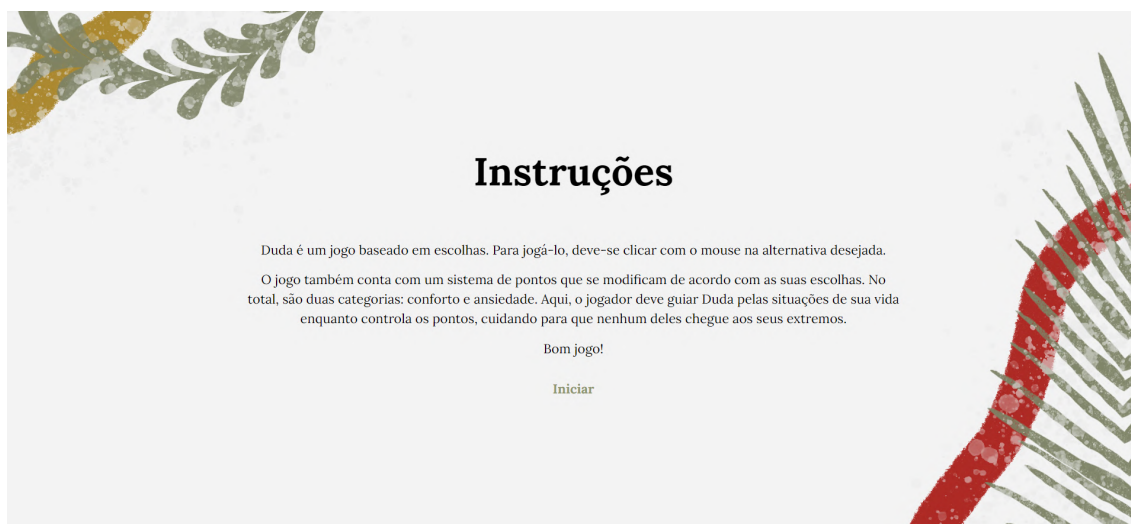 Instruções
Duda é um jogo baseado em escolhas. Para jogá-lo, deve-se clicar com o mouse na alternativa desejada.
O jogo também conta com um sistema de pontos que se modificam de acordo com as suas escolhas. No
total, são duas categorias: conforto e ansiedade. Aqui, o jogador deve guiar Duda pelas situações de sua vida
enquanto controla os pontos, cuidando para que nenhum deles chegue aos seus extremos.
Bom jogo!
Iniciar